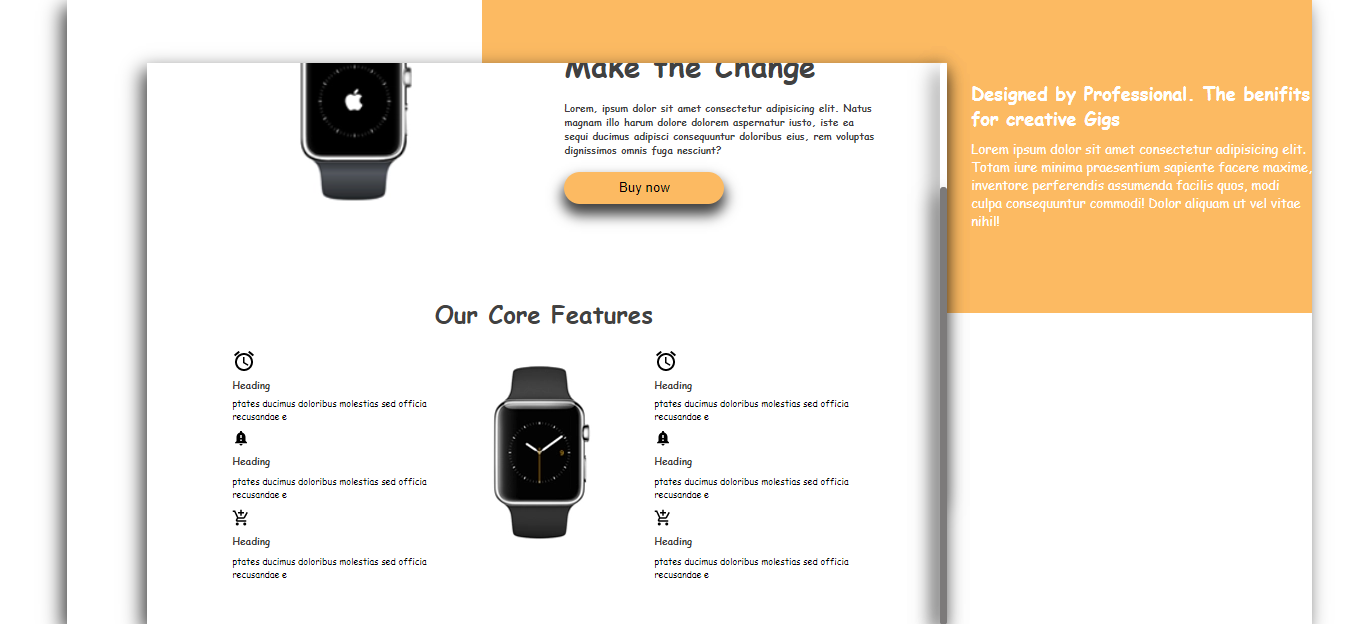 Make the Change
Lorem, ipsum dolor sit amet consectetur adipisicing elit. Natus
magnam illo harum dolore dolorem aspernatur iusto, iste ea
sequi ducimus adipisci consequuntur doloribus eius, rem voluptas
dignissimos omnis fuga nesciunt?
Buy now
Designed by Professional. The benifits
for creative Gigs
Lorem ipsum dolor sit amet consectetur adipisicing elit.
Totam iure minima praesentium sapiente facere maxime,
inventore perferendis assumenda facilis quos, modi
culpa consequuntur commodi! Dolor aliquam ut vel vitae
nihil!
Our Core Features
Heading
ptates ducimus doloribus molestias sed officia
recusandae e
Heading
ptates ducimus doloribus molestias sed officia
recusandae e
Heading
ptates ducimus doloribus molestias sed officia
recusandae e
Heading
ptates ducimus doloribus molestias sed officia
recusandae e
Heading
ptates ducimus doloribus molestias sed officia
recusandae e
Heading
ptates ducimus doloribus molestias sed officia
recusandae e